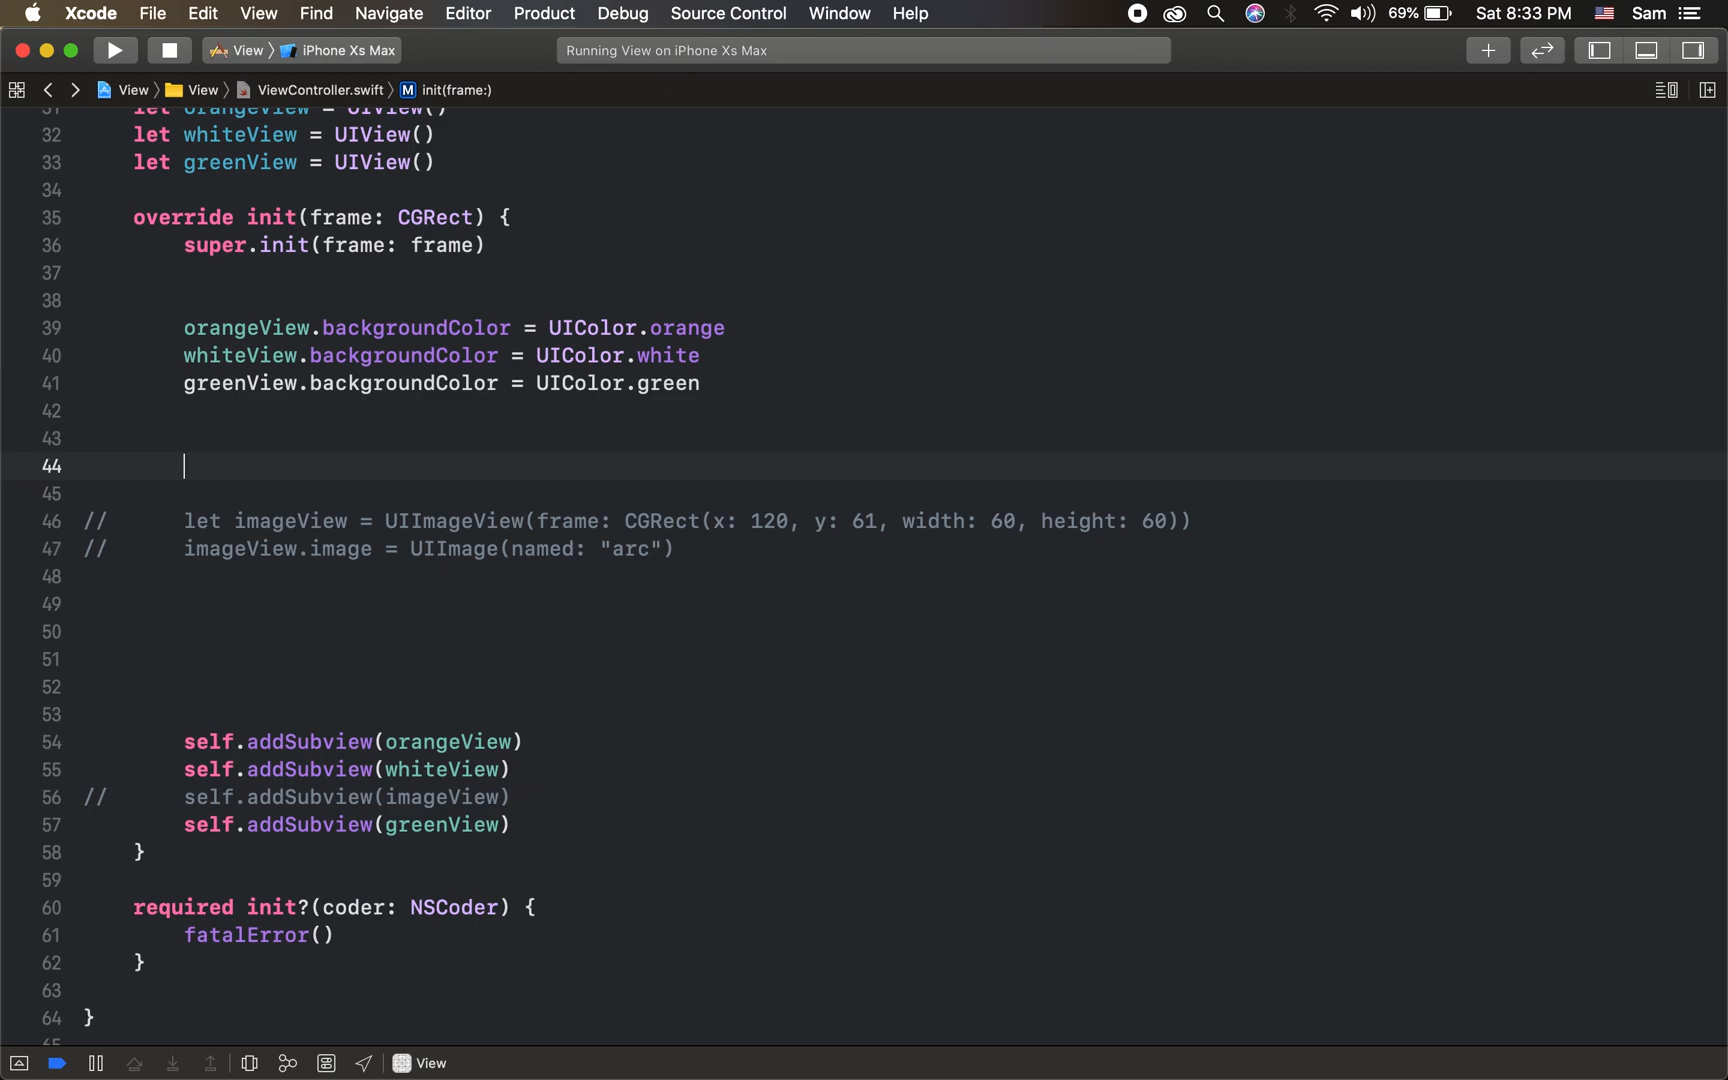 Xcode File Edit View Find Navigate Editor Product Debug Source Control Window Help 69% Sat 8:33 PM Sam
View 〉 iPhone Xs Max Running View on iPhone Xs Max
View 〉 View 〉 ViewController.swift 〉 M init(frame:)
31 let orangeView = UIView()
32 let whiteView = UIView()
33 let greenView = UIView()
34
35 override init(frame: CGRect) {
36 super.init(frame: frame)
37
38
39 orangeView.backgroundColor = UIColor.orange
40 whiteView.backgroundColor = UIColor.white
41 greenView.backgroundColor = UIColor.green
42
43
44
45
46 // let imageView = UIImageView(frame: CGRect(x: 120, y: 61, width: 60, height: 60))
47 // imageView.image = UIImage(named: "arc")
48
49
50
51
52
53
54 self.addSubview(orangeView)
55 self.addSubview(whiteView)
56 // self.addSubview(imageView)
57 self.addSubview(greenView)
58 }
59
60 required init?(coder: NSCoder) {
61 fatalError()
62 }
63
64 }
65
View